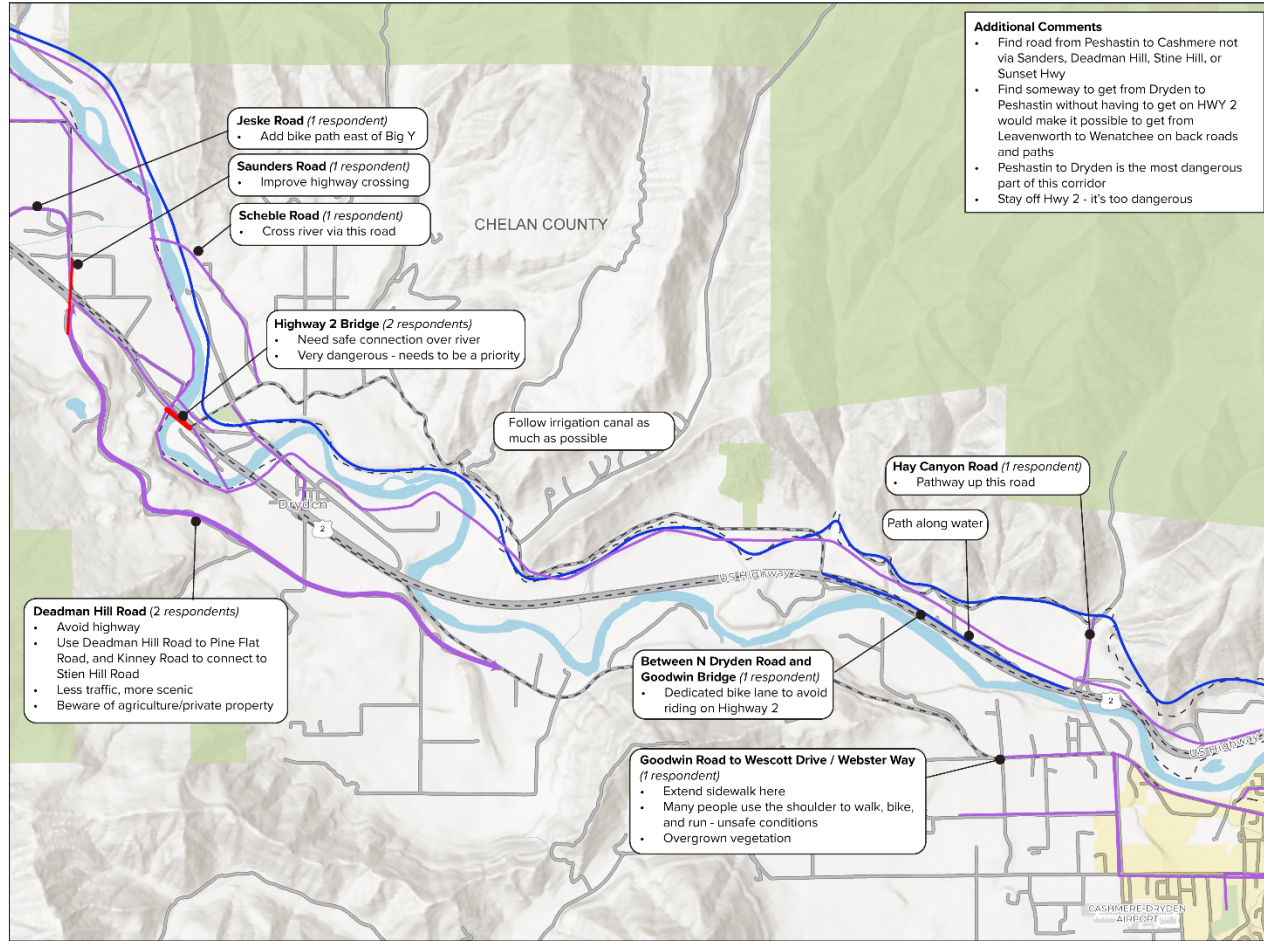 Additional Comments
• Find road from Peshastin to Cashmere not
via Sanders, Deadman Hill, Stine Hill, or
Sunset Hwy
• Find someway to get from Dryden to
Peshastin without having to get on HWY 2
would make it possible to get from
Leavenworth to Wenatchee on back roads
and paths
• Peshastin to Dryden is the most dangerous
part of this corridor
• Stay off Hwy 2 - it's too dangerous
Jeske Road (1 respondent)
• Add bike path east of Big Y
Saunders Road (1 respondent)
• Improve highway crossing
Scheble Road (1 respondent)
• Cross river via this road
CHELAN COUNTY
Highway 2 Bridge (2 respondents)
• Need safe connection over river
• Very dangerous - needs to be a priority
Follow irrigation canal as
much as possible
Hay Canyon Road (1 respondent)
• Pathway up this road
Path along water
Dryden
2
US Highway 2
Deadman Hill Road (2 respondents)
• Avoid highway
• Use Deadman Hill Road to Pine Flat
Road, and Kinney Road to connect to
Stien Hill Road
• Less traffic, more scenic
• Beware of agriculture/private property
Between N Dryden Road and
Goodwin Bridge (1 respondent)
• Dedicated bike lane to avoid
riding on Highway 2
2
US Highway
Goodwin Road to Wescott Drive / Webster Way
(1 respondent)
• Extend sidewalk here
• Many people use the shoulder to walk, bike,
and run - unsafe conditions
• Overgrown vegetation
CASHMERE-DRYDEN
AIRPORT